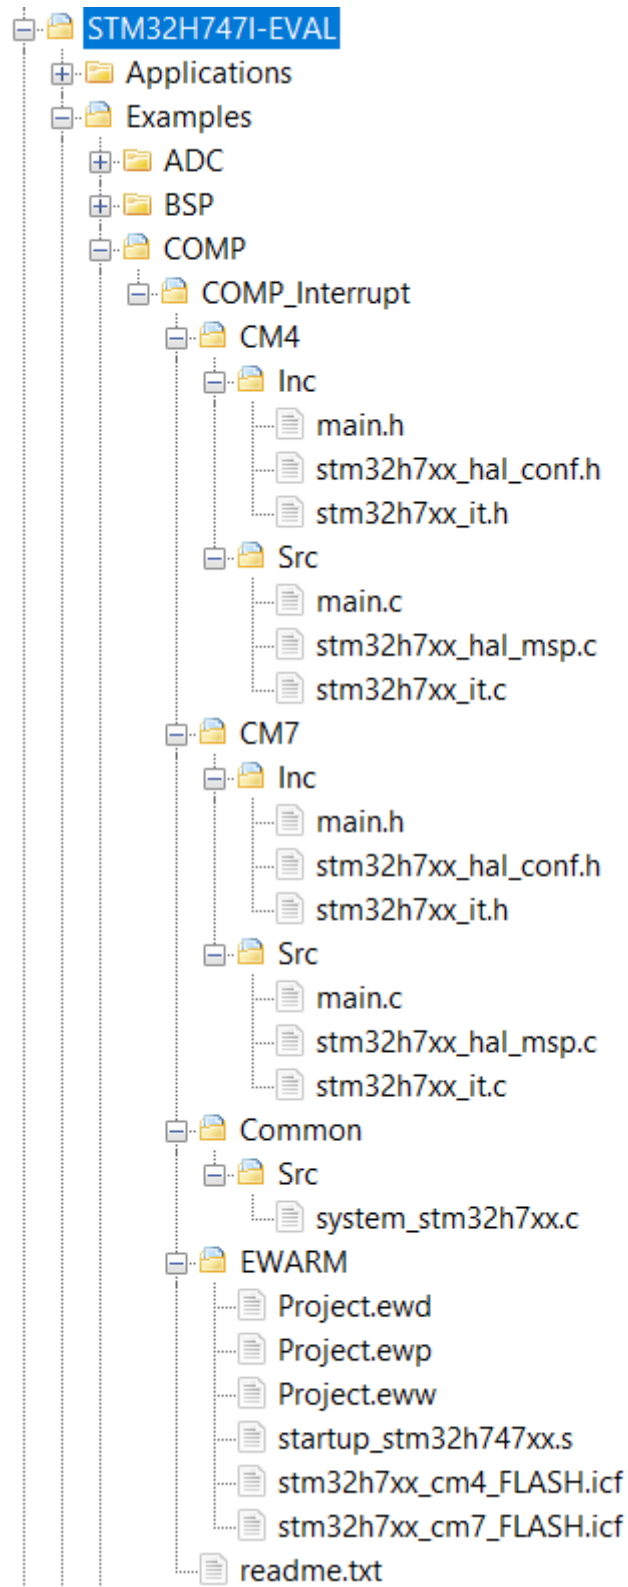 STM32H747I-EVAL
Applications
Examples
ADC
BSP
COMP
COMP_Interrupt
CM4
Inc
main.h
stm32h7xx_hal_conf.h
stm32h7xx_it.h
Src
main.c
stm32h7xx_hal_msp.c
stm32h7xx_it.c
CM7
Inc
main.h
stm32h7xx_hal_conf.h
stm32h7xx_it.h
Src
main.c
stm32h7xx_hal_msp.c
stm32h7xx_it.c
Common
Src
system_stm32h7xx.c
EWARM
Project.ewd
Project.ewp
Project.eww
startup_stm32h747xx.s
stm32h7xx_cm4_FLASH.icf
stm32h7xx_cm7_FLASH.icf
readme.txt